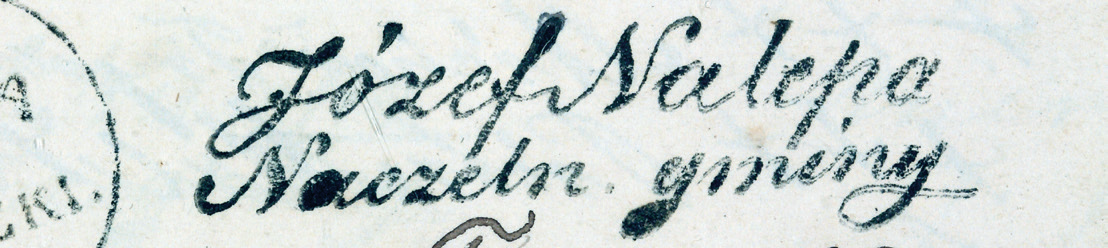 Józef Nalepa
Naczeln. gminy